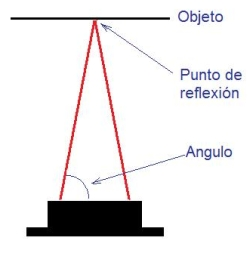 Objeto
Punto de
reflexión
Angulo